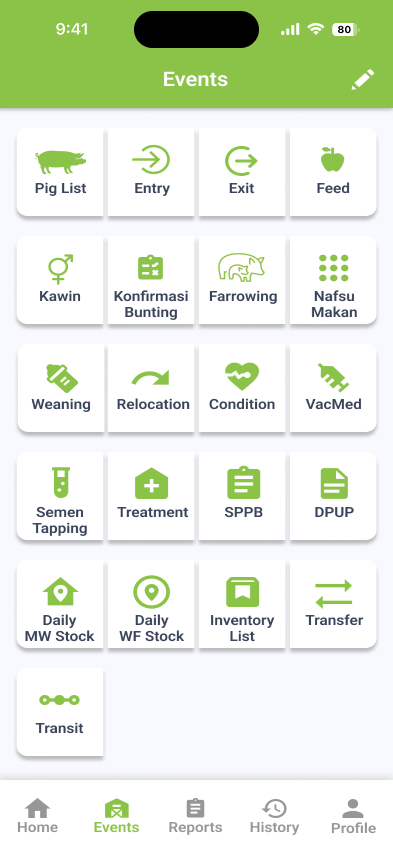 9:41
80
Events
Pig List
Entry
Exit
Feed
Kawin
Konfirmasi
Bunting
Farrowing
Nafsu
Makan
Weaning
Relocation
Condition
VacMed
Semen
Tapping
Treatment
SPPB
DPUP
Daily
MW Stock
Daily
WF Stock
Inventory
List
Transfer
Transit
Home
Events
Reports
History
Profile